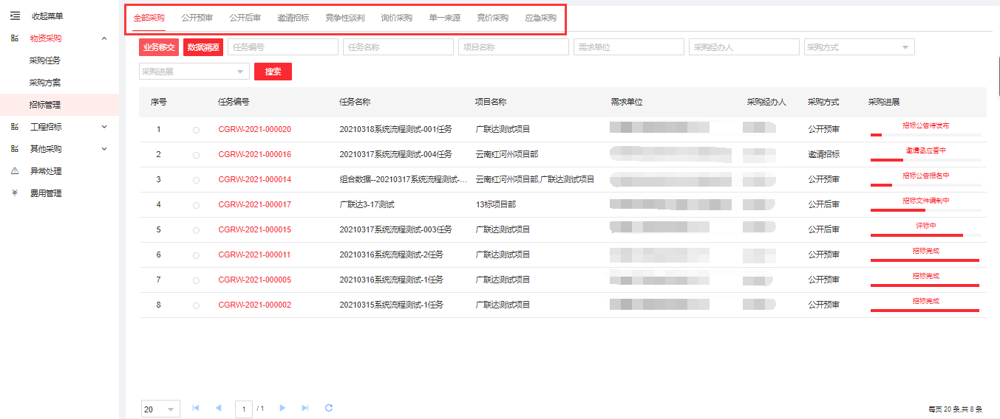 收起菜单
物资采购
采购任务
采购方案
招标管理
工程招标
其他采购
异常处理
费用管理
全部采购 公开预审 公开后审 邀请招标 竞争性谈判 询价采购 单一来源 竞价采购 应急采购
业务移交 数据溯源 任务编号 任务名称 项目名称 需求单位 采购经办人 采购方式
采购进展 搜索
序号 任务编号 任务名称 项目名称 需求单位 采购经办人 采购方式 采购进展
1 CGRW-2021-000020 20210318系统流程测试-001任务 广联达测试项目 公开预审 招标公告待发布
2 CGRW-2021-000016 20210317系统流程测试-004任务 云南红河州项目部 邀请招标 邀请函应答中
3 CGRW-2021-000014 组合数据--20210317系统流程测试-... 云南红河州项目部,广联达测试项目 公开预审 招标公告报名中
4 CGRW-2021-000017 广联达3-17测试 13标项目部 公开后审 招标文件编制中
5 CGRW-2021-000015 20210317系统流程测试-003任务 广联达测试项目 公开后审 评标中
6 CGRW-2021-000011 20210316系统流程测试-2任务 广联达测试项目 公开预审 招标完成
7 CGRW-2021-000005 20210316系统流程测试-1任务 广联达测试项目 公开预审 招标完成
8 CGRW-2021-000002 20210315系统流程测试-1任务 广联达测试项目 公开预审 招标完成
20 1 / 1 每页 20 条,共 8 条